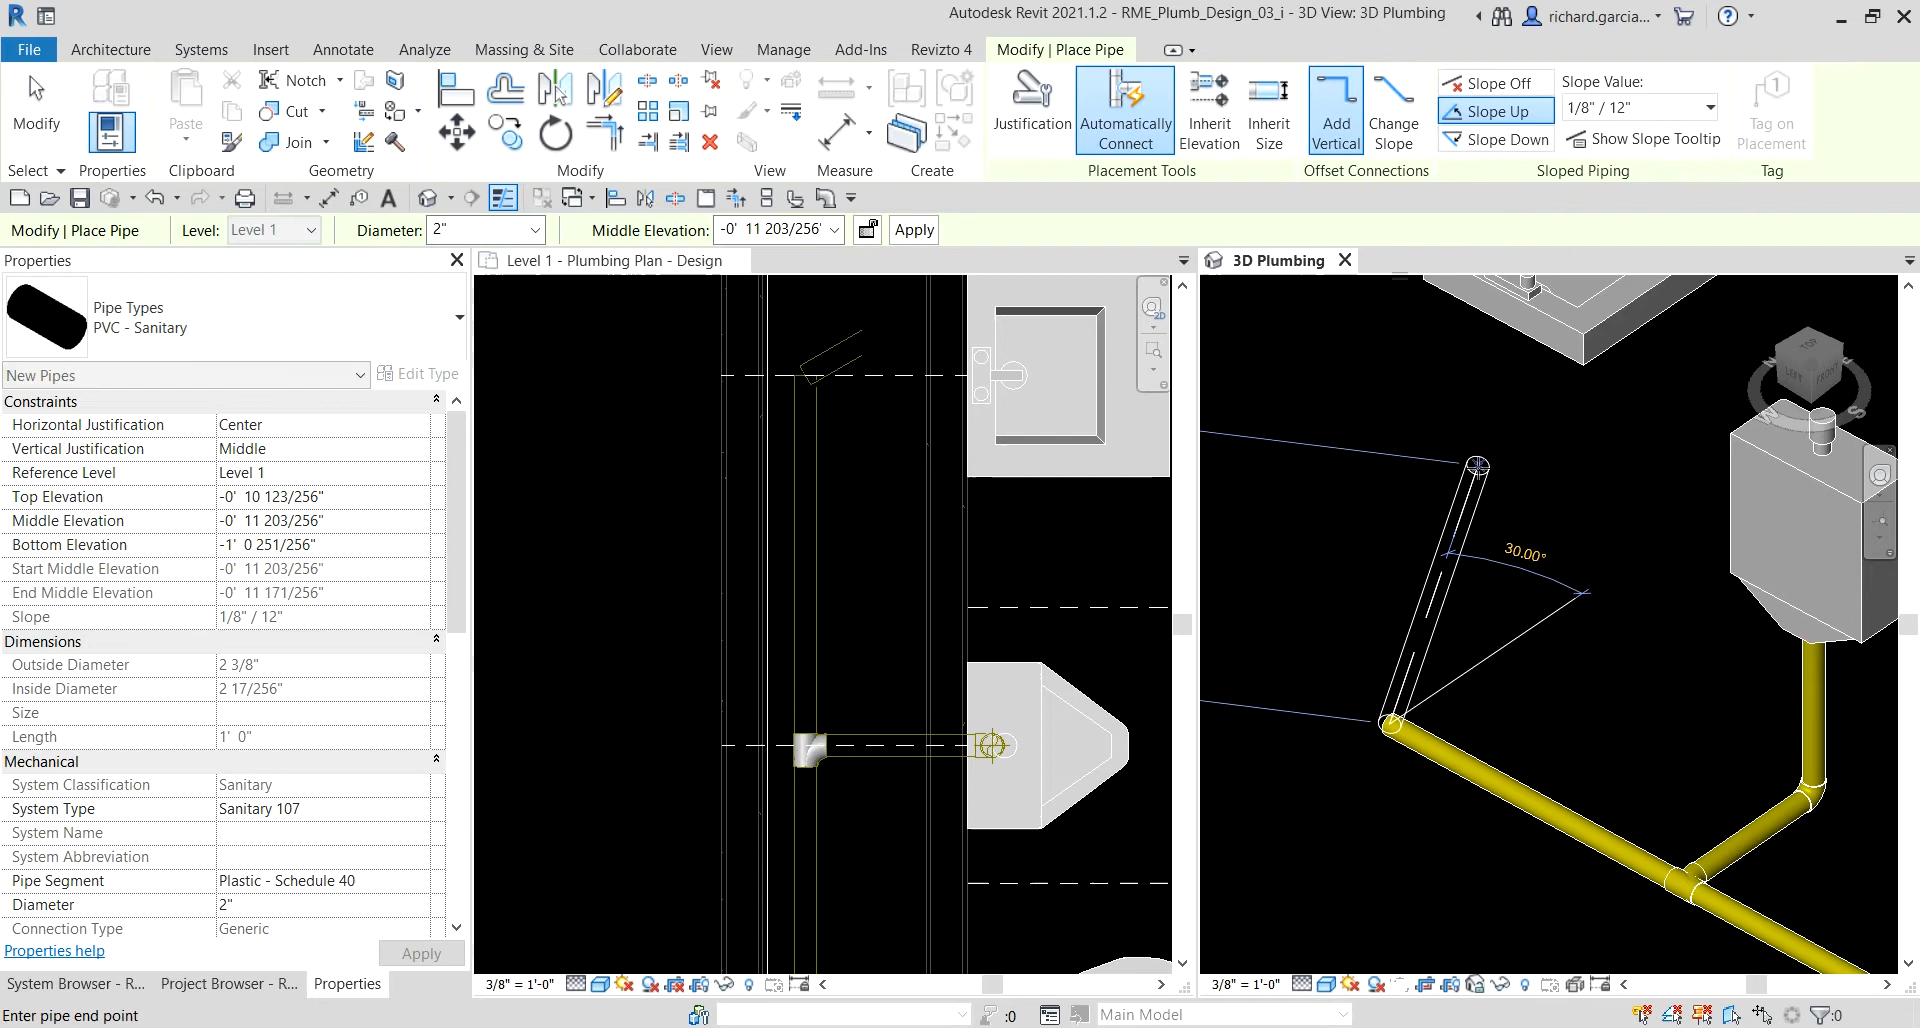 Autodesk Revit 2021.1.2 - RME_Plumb_Design_03_i - 3D View: 3D Plumbing
richard.garcia...
File Architecture Systems Insert Annotate Analyze Massing & Site Collaborate View Manage Add-Ins Revizto 4 Modify | Place Pipe
Modify
Paste
Notch
Cut
Join
Justification
Automatically Connect
Inherit Elevation
Inherit Size
Add Vertical
Change Slope
Slope Off
Slope Up
Slope Down
Slope Value:
1/8" / 12"
Show Slope Tooltip
Tag on Placement
Select Properties Clipboard Geometry Modify View Measure Create Placement Tools Offset Connections Sloped Piping Tag
Modify | Place Pipe Level: Level 1 Diameter: 2" Middle Elevation: -0' 11 203/256' Apply
Properties
Level 1 - Plumbing Plan - Design
3D Plumbing
Pipe Types
PVC - Sanitary
New Pipes Edit Type
Constraints
Horizontal Justification Center
Vertical Justification Middle
Reference Level Level 1
Top Elevation -0' 10 123/256"
Middle Elevation -0' 11 203/256"
Bottom Elevation -1' 0 251/256"
Start Middle Elevation -0' 11 203/256"
End Middle Elevation -0' 11 171/256"
Slope 1/8" / 12"
Dimensions
Outside Diameter 2 3/8"
Inside Diameter 2 17/256"
Size
Length 1' 0"
Mechanical
System Classification Sanitary
System Type Sanitary 107
System Name
System Abbreviation
Pipe Segment Plastic - Schedule 40
Diameter 2"
Connection Type Generic
Properties help Apply
System Browser - R... Project Browser - R... Properties
2D
TOP
LEFT
FRONT
N
E
W
S
30.00°
3/8" = 1'-0"
3/8" = 1'-0"
Enter pipe end point
:0
Main Model
:0